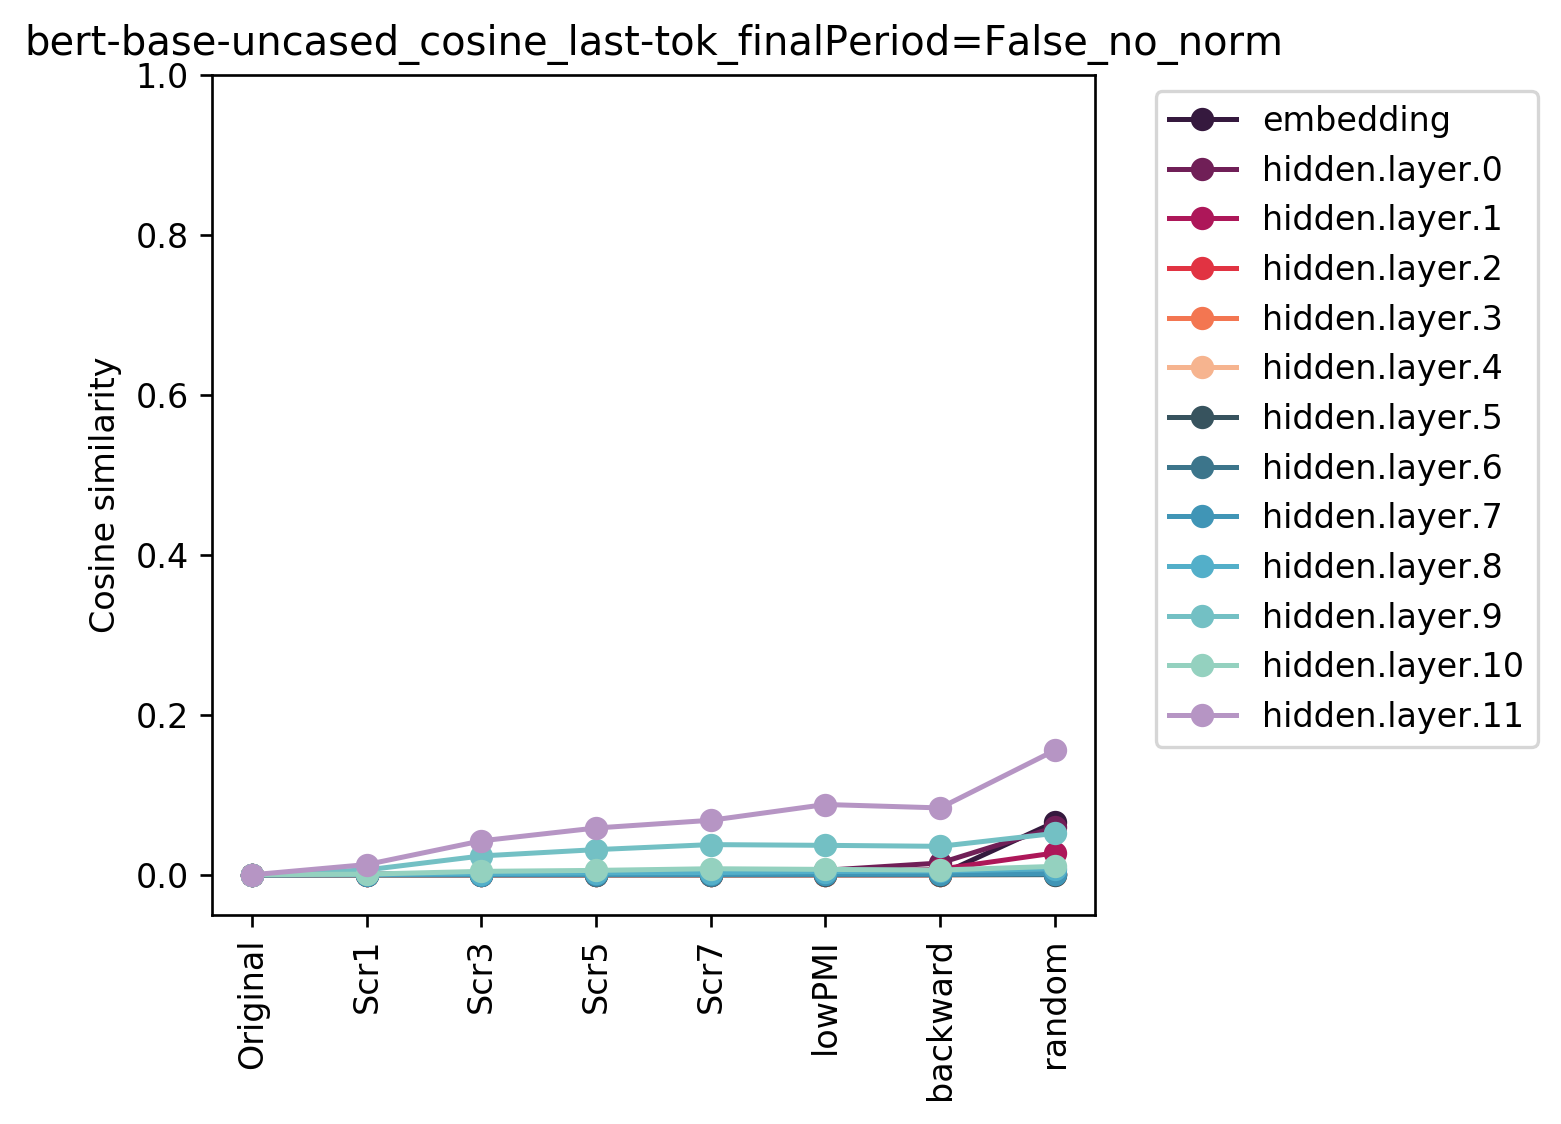 bert-base-uncased_cosine_last-tok_finalPeriod=False_no_norm
1.0
0.8
0.6
0.4
0.2
0.0
Cosine similarity
Original
Scr1
Scr3
Scr5
Scr7
lowPMI
backward
random
embedding
hidden.layer.0
hidden.layer.1
hidden.layer.2
hidden.layer.3
hidden.layer.4
hidden.layer.5
hidden.layer.6
hidden.layer.7
hidden.layer.8
hidden.layer.9
hidden.layer.10
hidden.layer.11